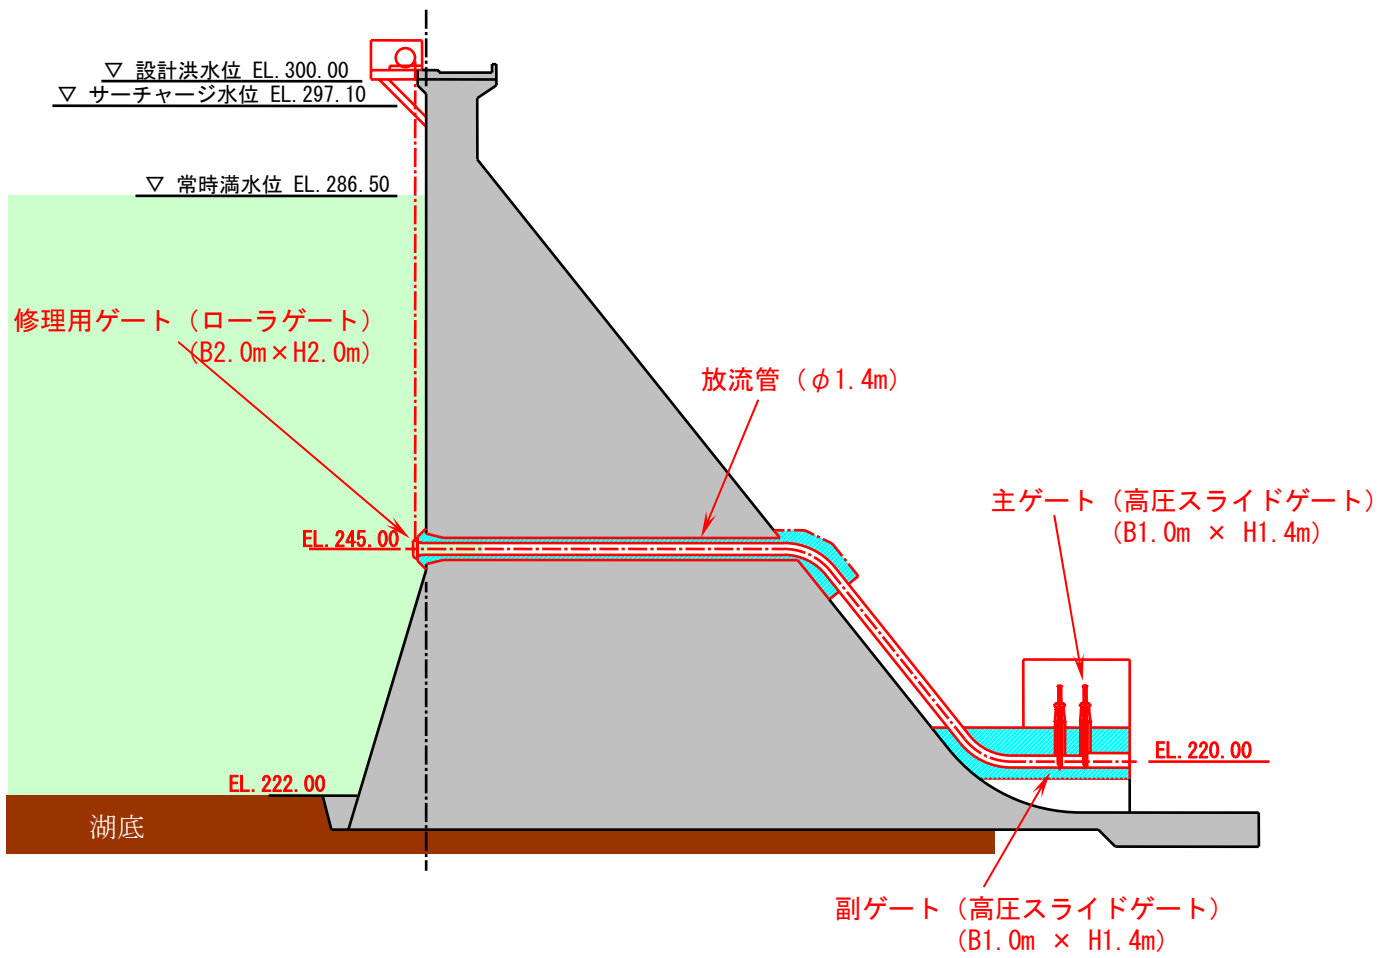 ▽ 設計洪水位 EL.300.00
▽ サーチャージ水位 EL.297.10
▽ 常時満水位 EL.286.50
修理用ゲート（ローラゲート）
(B2.0m×H2.0m)
放流管（φ1.4m）
主ゲート（高圧スライドゲート）
(B1.0m × H1.4m)
EL.245.00
EL.220.00
EL.222.00
湖底
副ゲート（高圧スライドゲート）
(B1.0m × H1.4m)